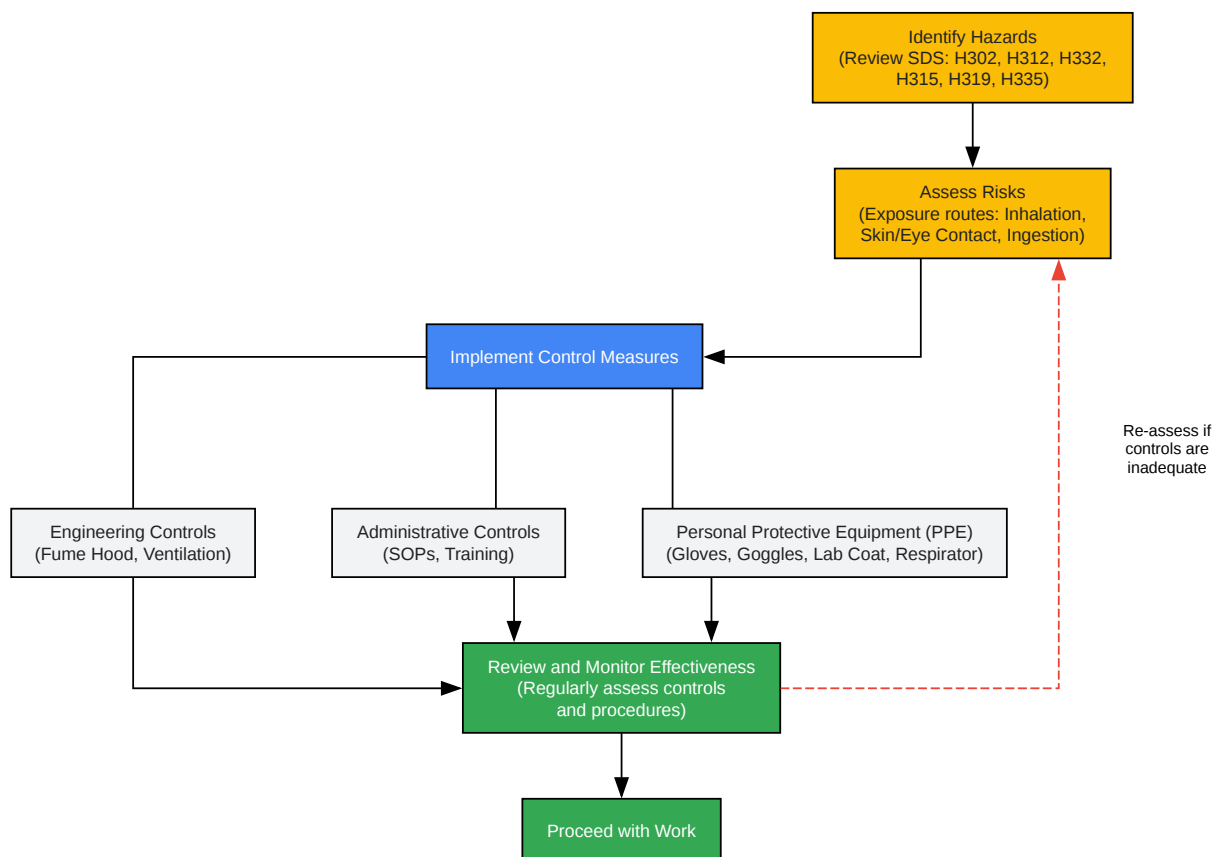 Identify Hazards
(Review SDS: H302, H312, H332,
H315, H319, H335)
Assess Risks
(Exposure routes: Inhalation,
Skin/Eye Contact, Ingestion)
Implement Control Measures
Re-assess if
controls are
inadequate
Engineering Controls
(Fume Hood, Ventilation)
Administrative Controls
(SOPs, Training)
Personal Protective Equipment (PPE)
(Gloves, Goggles, Lab Coat, Respirator)
Review and Monitor Effectiveness
(Regularly assess controls
and procedures)
Proceed with Work